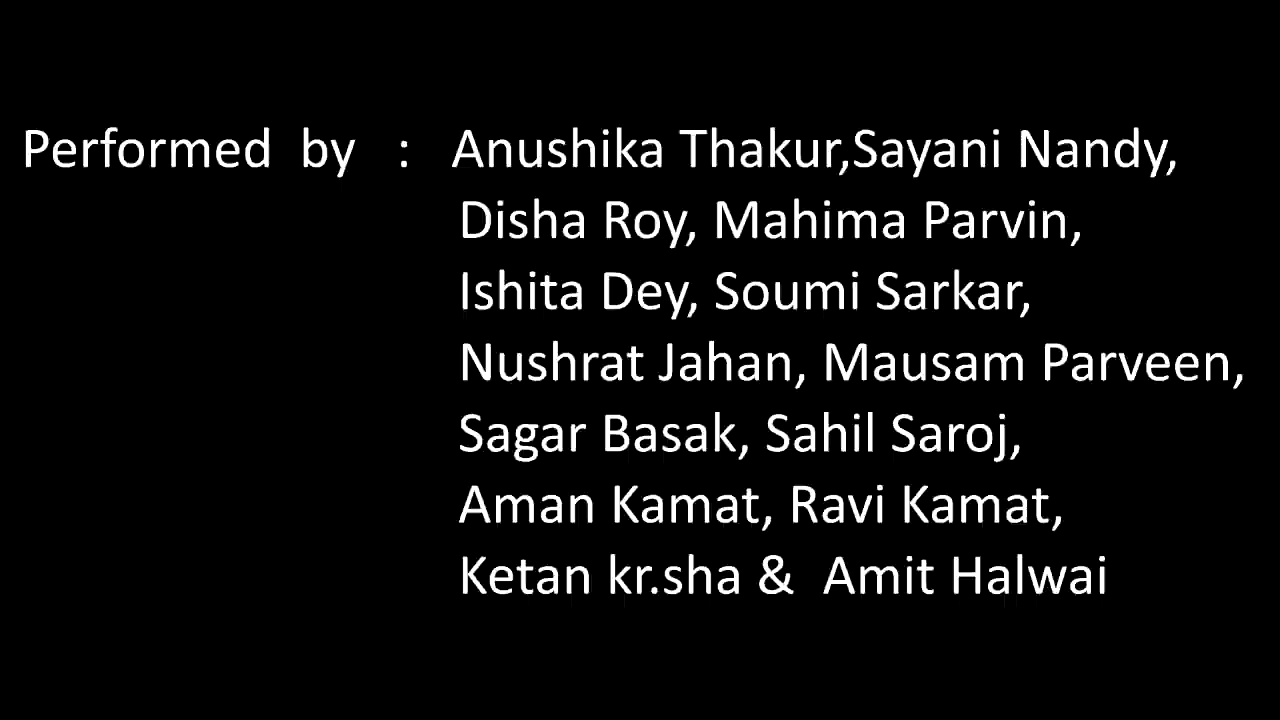 Performed by : Anushika Thakur,Sayani Nandy,
Disha Roy, Mahima Parvin,
Ishita Dey, Soumi Sarkar,
Nushrat Jahan, Mausam Parveen,
Sagar Basak, Sahil Saroj,
Aman Kamat, Ravi Kamat,
Ketan kr.sha & Amit Halwai